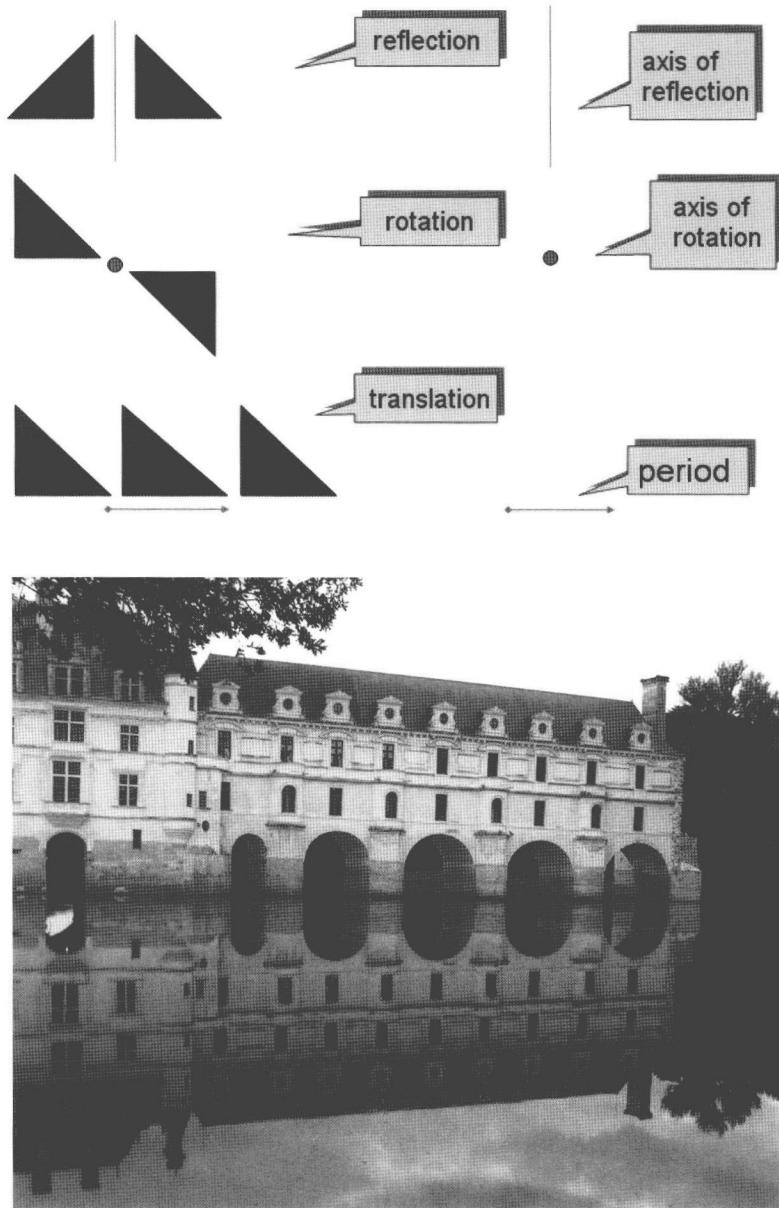 reflection
axis of
reflection
rotation
axis of
rotation
translation
period